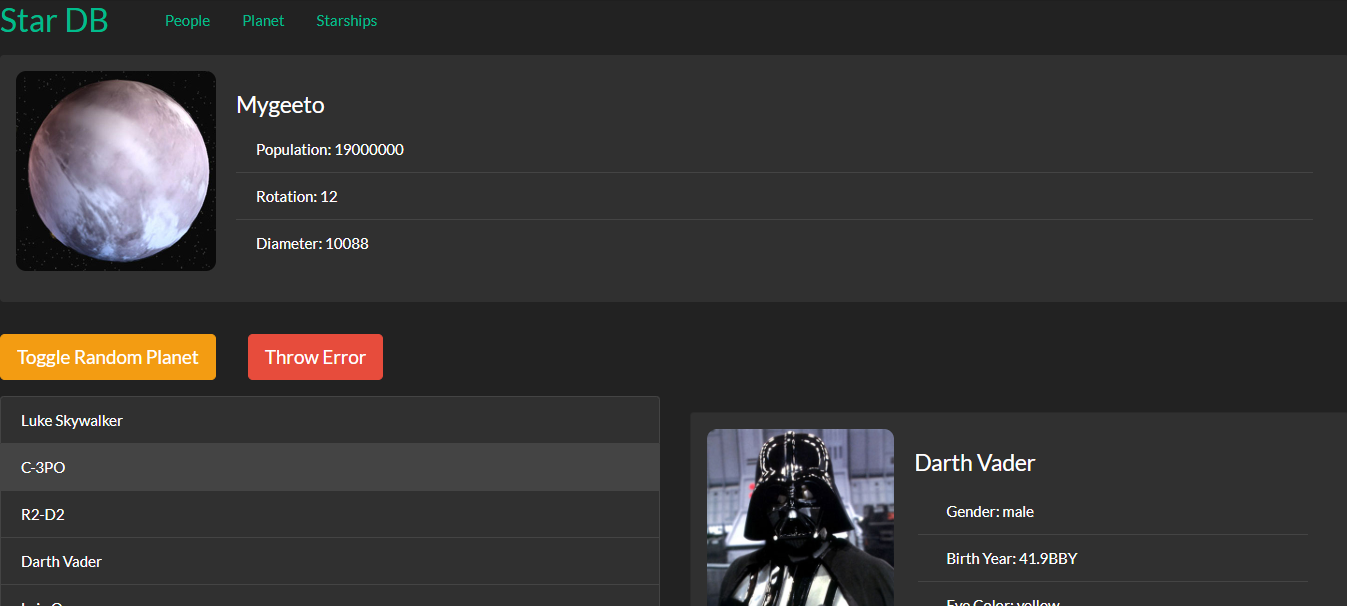 Star DB People Planet Starships
Mygeeto
Population: 19000000
Rotation: 12
Diameter: 10088
Toggle Random Planet Throw Error
Luke Skywalker
C-3PO
R2-D2
Darth Vader
Darth Vader
Gender: male
Birth Year: 41.9BBY
Eye Color: yellow